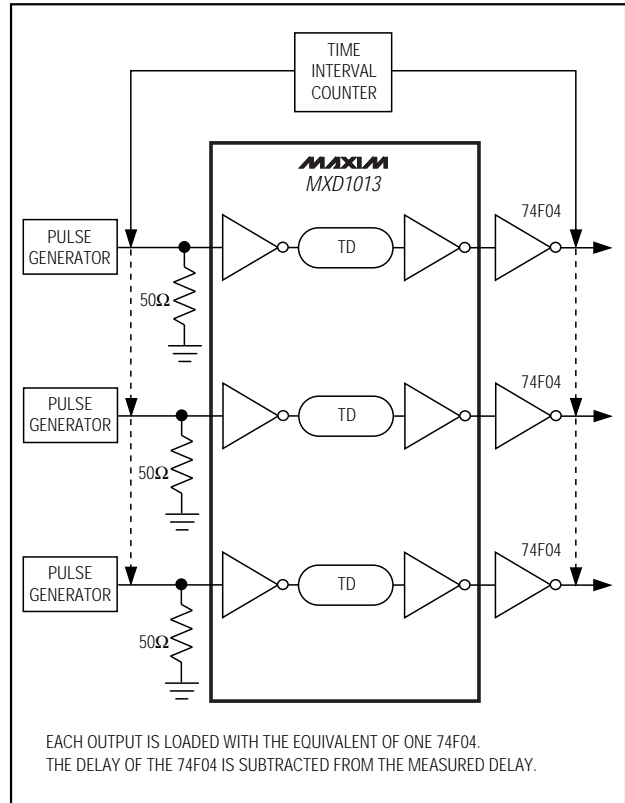 TIME
INTERVAL
COUNTER
MAXIM
MXD1013
74F04
PULSE
GENERATOR
TD
50Ω
74F04
PULSE
GENERATOR
TD
50Ω
74F04
PULSE
GENERATOR
TD
50Ω
EACH OUTPUT IS LOADED WITH THE EQUIVALENT OF ONE 74F04.
THE DELAY OF THE 74F04 IS SUBTRACTED FROM THE MEASURED DELAY.